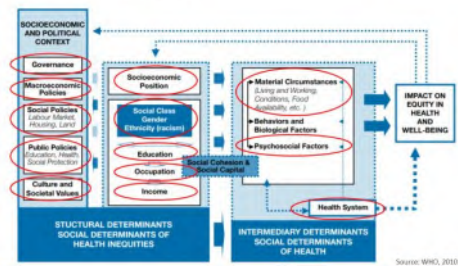 SOCIOECONOMIC
AND POLITICAL
CONTEXT
Governance
Macroeconomic
Policies
Social Policies
Labour Market,
Housing, Land
Public Policies
Education, Health,
Social Protection
Culture and
Societal Values
Socioeconomic
Position
Social Class
Gender
Ethnicity (racism)
Education
Occupation
Income
Social Cohesion &
Social Capital
STUCTURAL DETERMINANTS
SOCIAL DETERMINANTS OF
HEALTH INEQUITIES
Material Circumstances
(Living and Working,
Conditions, Food
Availability, etc. )
Behaviors and
Biological Factors
Psychosocial Factors
Health System
INTERMEDIARY DETERMINANTS
SOCIAL DETERMINANTS
OF HEALTH
IMPACT ON
EQUITY IN
HEALTH
AND
WELL-BEING
Source: WHO, 2010